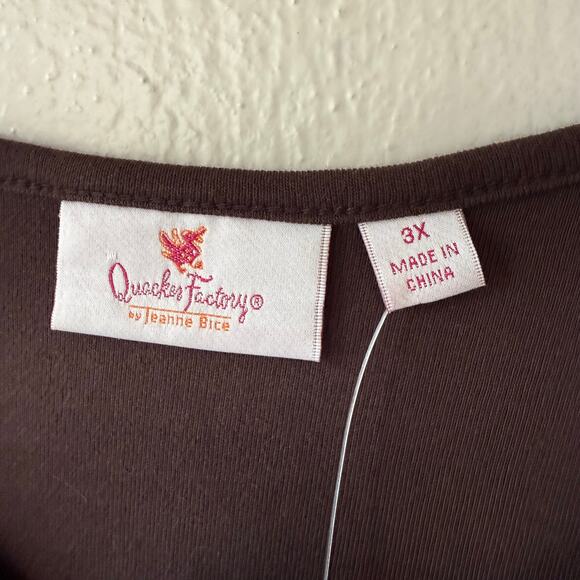 Quacker Factory®
by Jeanne Bice
3X
MADE IN
CHINA